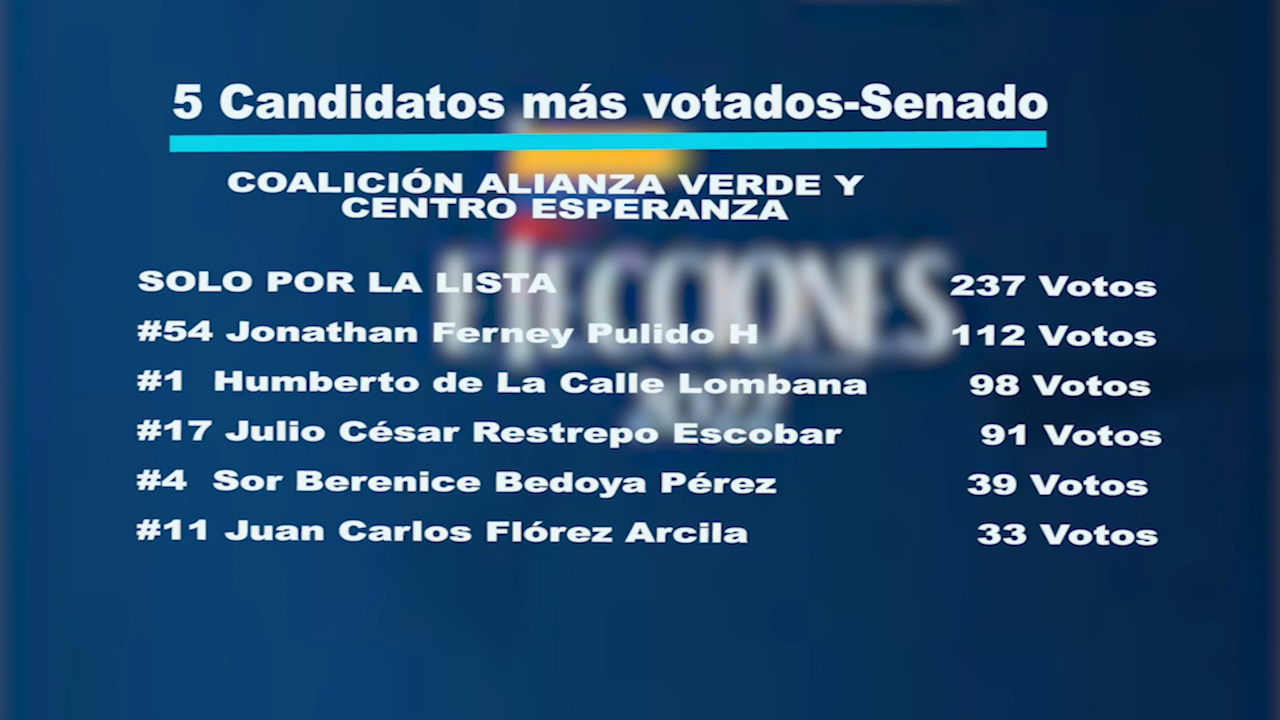 5 Candidatos más votados-Senado
COALICIÓN ALIANZA VERDE Y
CENTRO ESPERANZA
SOLO POR LA LISTA 237 Votos
#54 Jonathan Ferney Pulido H 112 Votos
#1 Humberto de La Calle Lombana 98 Votos
#17 Julio César Restrepo Escobar 91 Votos
#4 Sor Berenice Bedoya Pérez 39 Votos
#11 Juan Carlos Flórez Arcila 33 Votos
ELECCIONES
2022